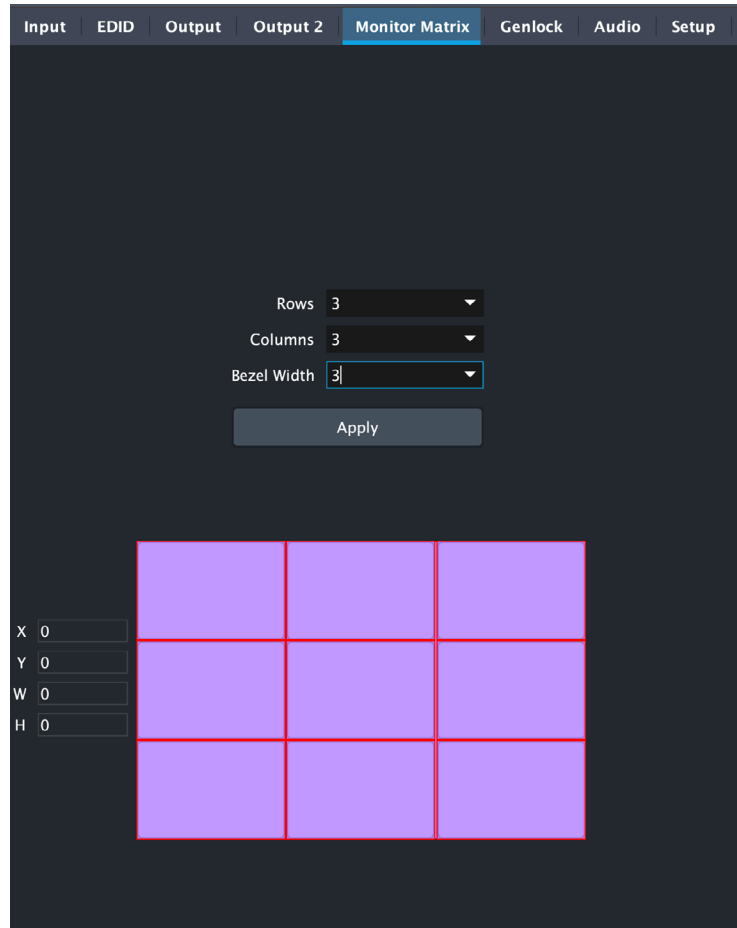 Input EDID Output Output 2 Monitor Matrix Genlock Audio Setup
Rows 3
Columns 3
Bezel Width 3
Apply
X 0
Y 0
W 0
H 0